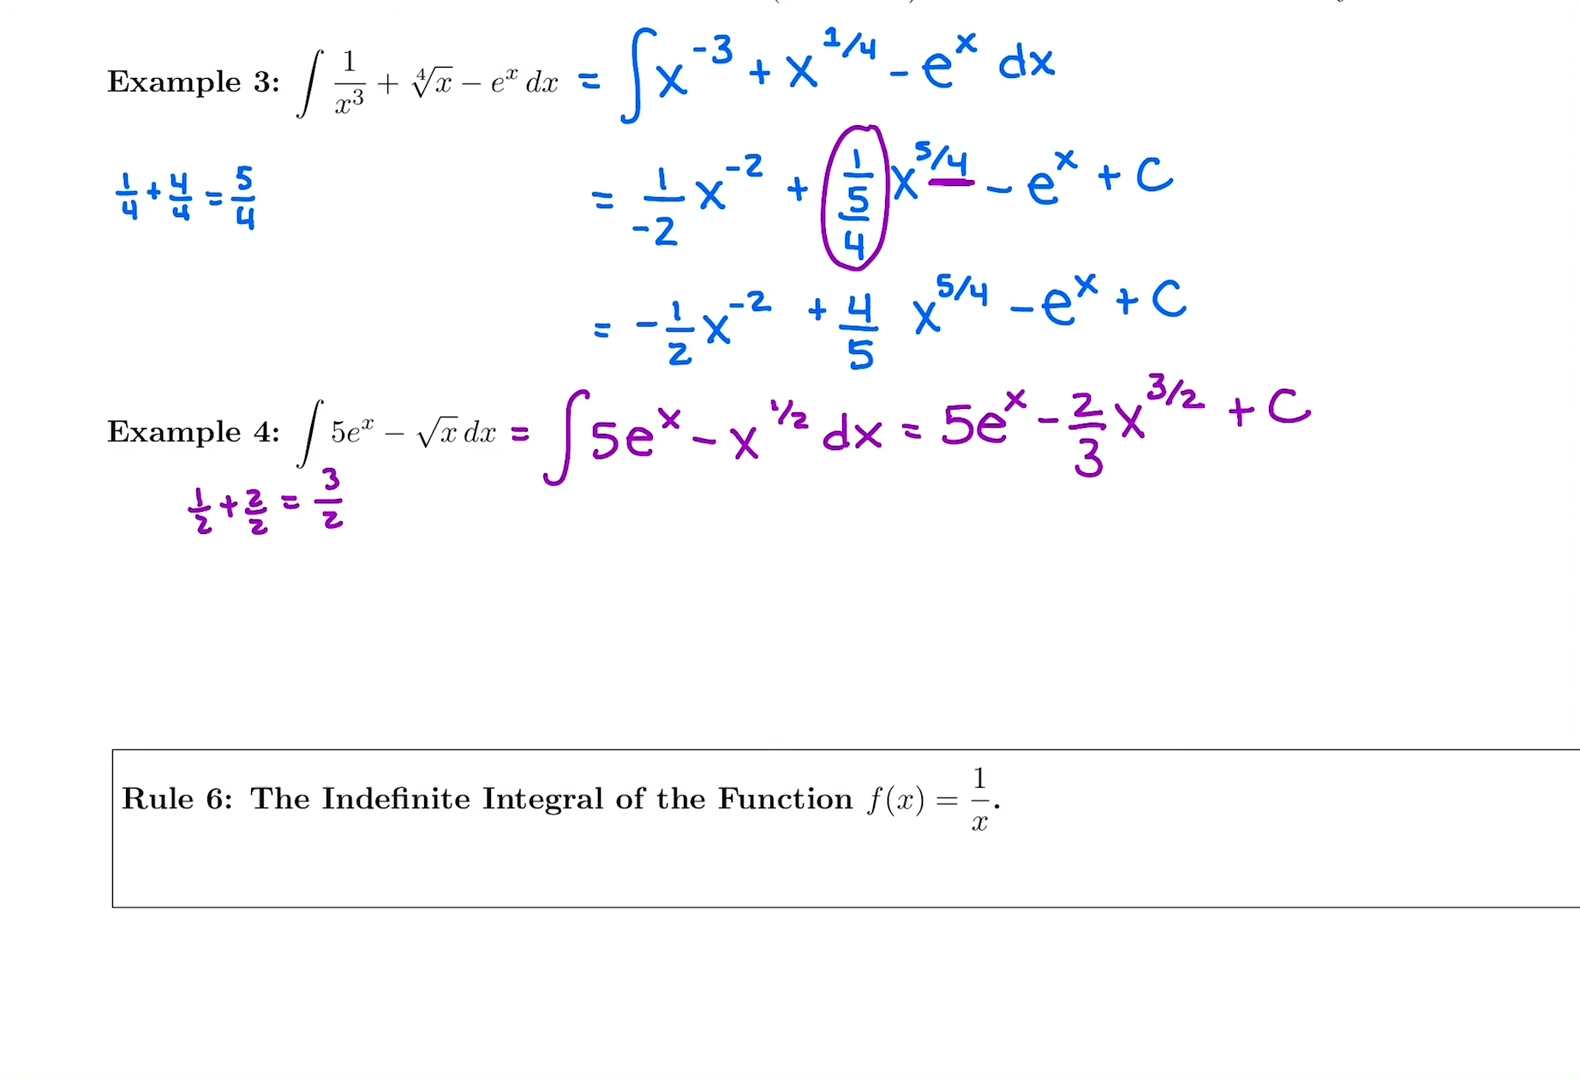 Example 3: ∫ 1/x³ + ∜x − eˣ dx = ∫ x⁻³ + x^(1/4) − eˣ dx
1/4 + 4/4 = 5/4
= 1/(-2) x⁻² + 1/(5/4) x^(5/4) − eˣ + C
= −1/2 x⁻² + 4/5 x^(5/4) − eˣ + C
Example 4: ∫ 5eˣ − √x dx = ∫ 5eˣ − x^(1/2) dx = 5eˣ − 2/3 x^(3/2) + C
1/2 + 2/2 = 3/2
Rule 6: The Indefinite Integral of the Function f(x) = 1/x.